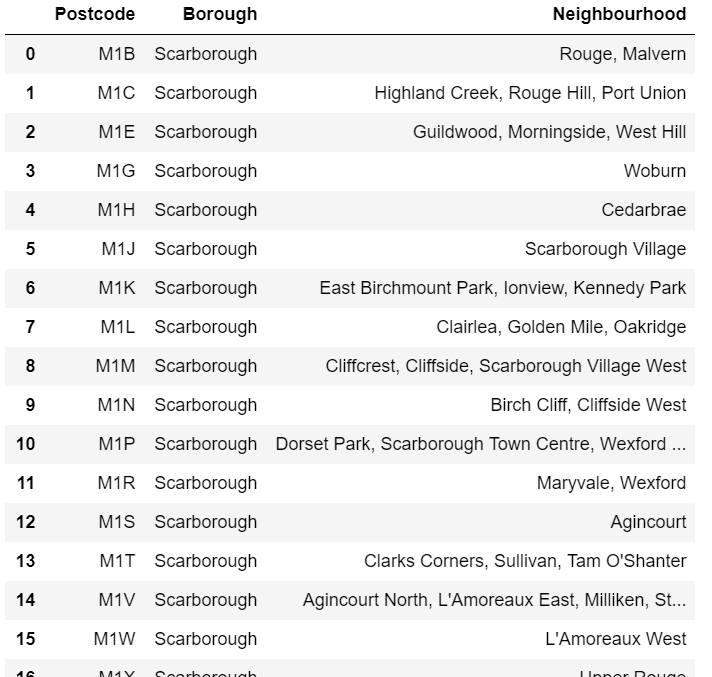 Postcode Borough Neighbourhood
0 M1B Scarborough Rouge, Malvern
1 M1C Scarborough Highland Creek, Rouge Hill, Port Union
2 M1E Scarborough Guildwood, Morningside, West Hill
3 M1G Scarborough Woburn
4 M1H Scarborough Cedarbrae
5 M1J Scarborough Scarborough Village
6 M1K Scarborough East Birchmount Park, Ionview, Kennedy Park
7 M1L Scarborough Clairlea, Golden Mile, Oakridge
8 M1M Scarborough Cliffcrest, Cliffside, Scarborough Village West
9 M1N Scarborough Birch Cliff, Cliffside West
10 M1P Scarborough Dorset Park, Scarborough Town Centre, Wexford ...
11 M1R Scarborough Maryvale, Wexford
12 M1S Scarborough Agincourt
13 M1T Scarborough Clarks Corners, Sullivan, Tam O'Shanter
14 M1V Scarborough Agincourt North, L'Amoreaux East, Milliken, St...
15 M1W Scarborough L'Amoreaux West
16 M1X Scarborough Upper Rouge